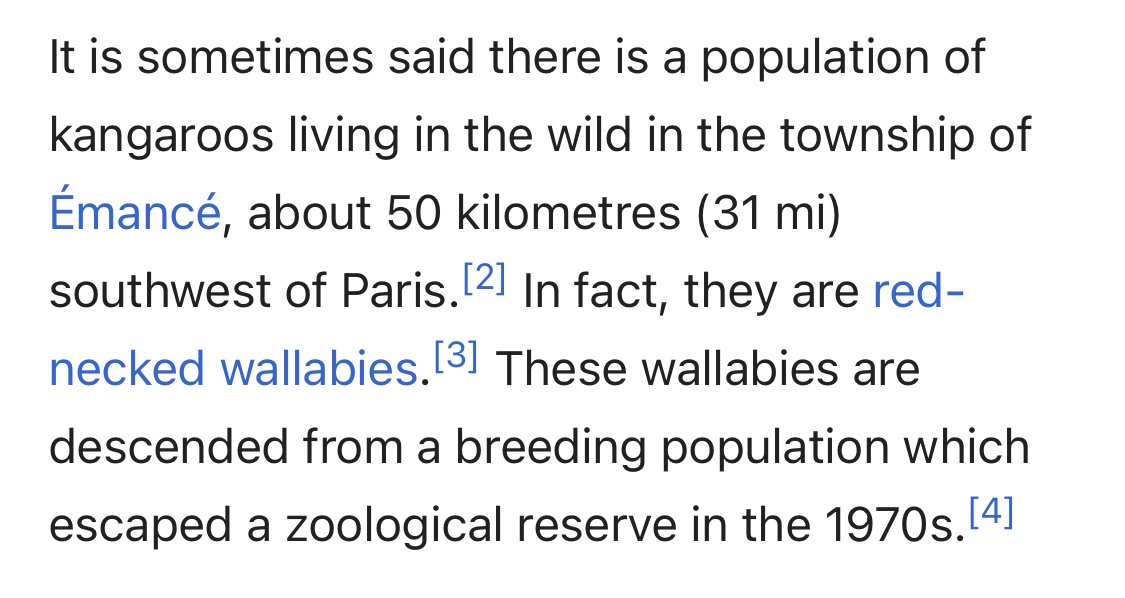 It is sometimes said there is a population of
kangaroos living in the wild in the township of
Émancé, about 50 kilometres (31 mi)
southwest of Paris.[2] In fact, they are red-
necked wallabies.[3] These wallabies are
descended from a breeding population which
escaped a zoological reserve in the 1970s.[4]